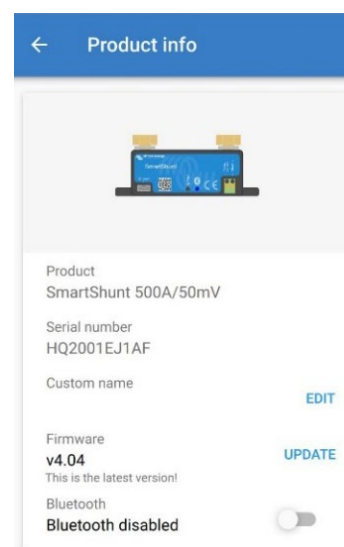 Product info
SmartShunt
Product
SmartShunt 500A/50mV
Serial number
HQ2001EJ1AF
Custom name
EDIT
Firmware
v4.04
UPDATE
This is the latest version!
Bluetooth
Bluetooth disabled